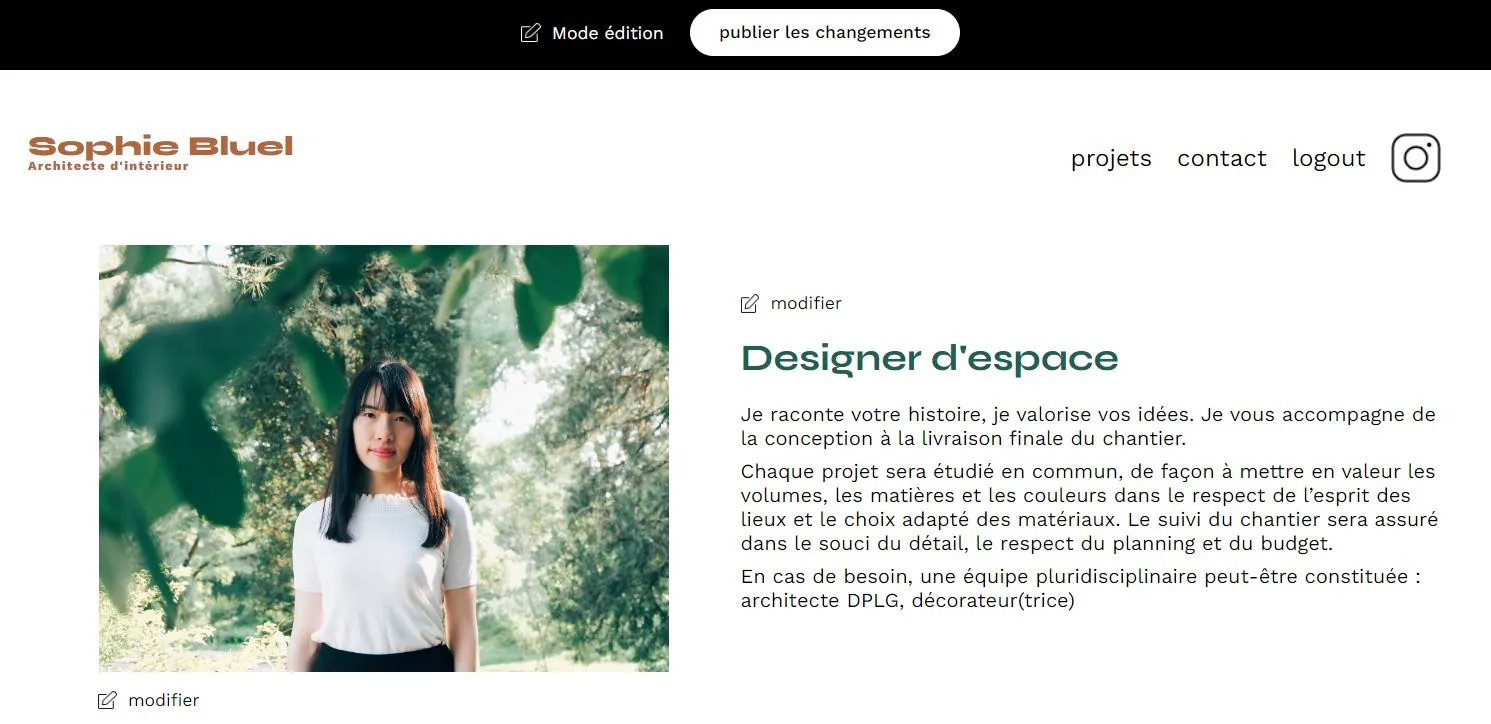 Mode édition
publier les changements
Sophie Bluel
Architecte d'intérieur
projets
contact
logout
modifier
Designer d'espace
Je raconte votre histoire, je valorise vos idées. Je vous accompagne de
la conception à la livraison finale du chantier.
Chaque projet sera étudié en commun, de façon à mettre en valeur les
volumes, les matières et les couleurs dans le respect de l’esprit des
lieux et le choix adapté des matériaux. Le suivi du chantier sera assuré
dans le souci du détail, le respect du planning et du budget.
En cas de besoin, une équipe pluridisciplinaire peut-être constituée :
architecte DPLG, décorateur(trice)
modifier